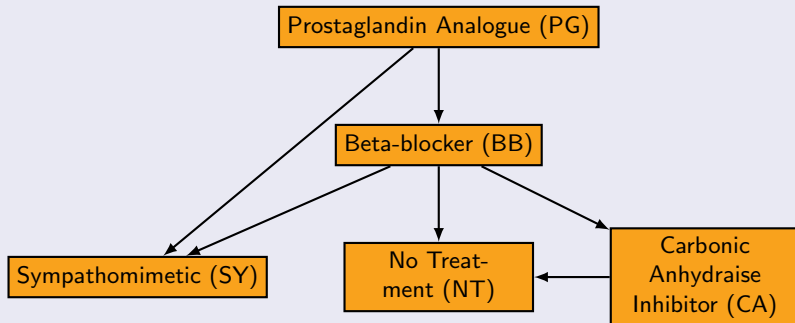 Prostaglandin Analogue (PG)
Beta-blocker (BB)
Sympathomimetic (SY)
No Treat-
ment (NT)
Carbonic
Anhydraise
Inhibitor (CA)